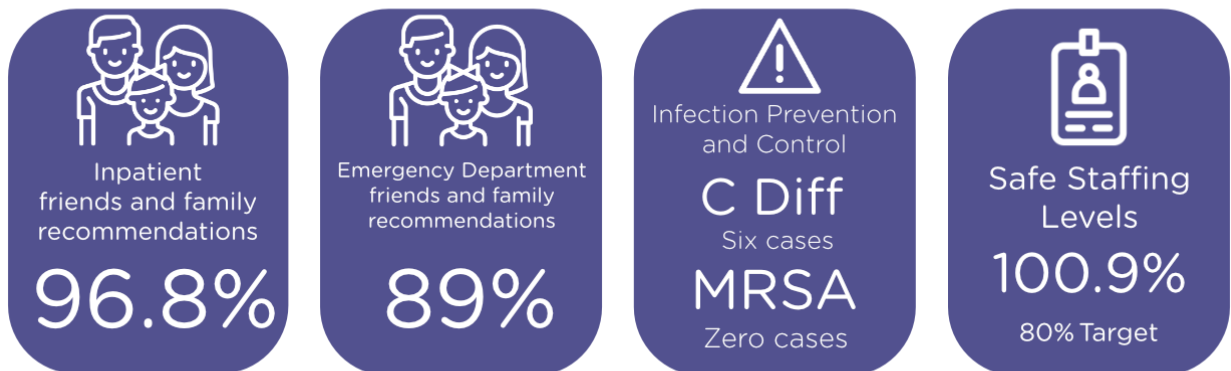 Inpatient
friends and family
recommendations
96.8%
Emergency Department
friends and family
recommendations
89%
Infection Prevention
and Control
C Diff
Six cases
MRSA
Zero cases
Safe Staffing
Levels
100.9%
80% Target